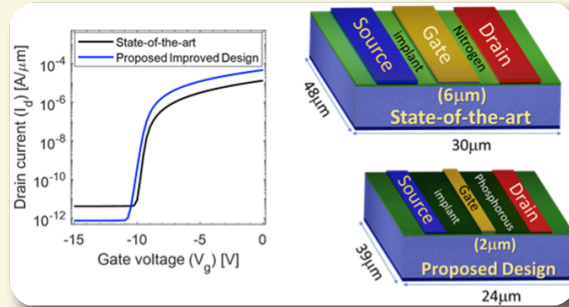 State-of-the-art
Proposed Improved Design
Drain current (I_d) [A/μm]
10⁻⁴
10⁻⁶
10⁻⁸
10⁻¹⁰
10⁻¹²
-15
-10
-5
0
Gate voltage (V_g) [V]
Source
implant
Gate
Nitrogen
Drain
(6μm)
State-of-the-art
48μm
30μm
Source
implant
Gate
Phosphorous
Drain
(2μm)
Proposed Design
39μm
24μm